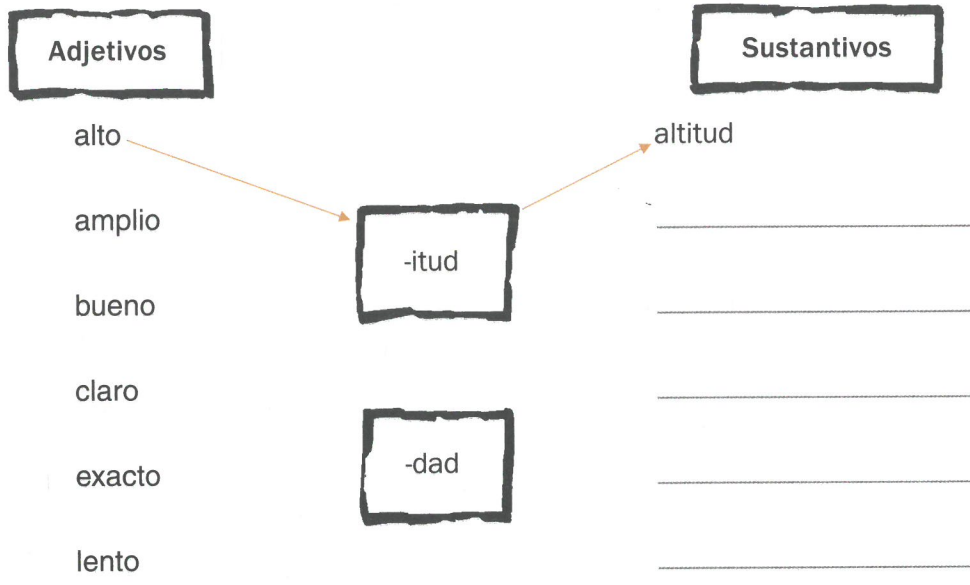 Adjetivos Sustantivos
alto altitud
amplio
-itud
bueno
claro
-dad
exacto
lento